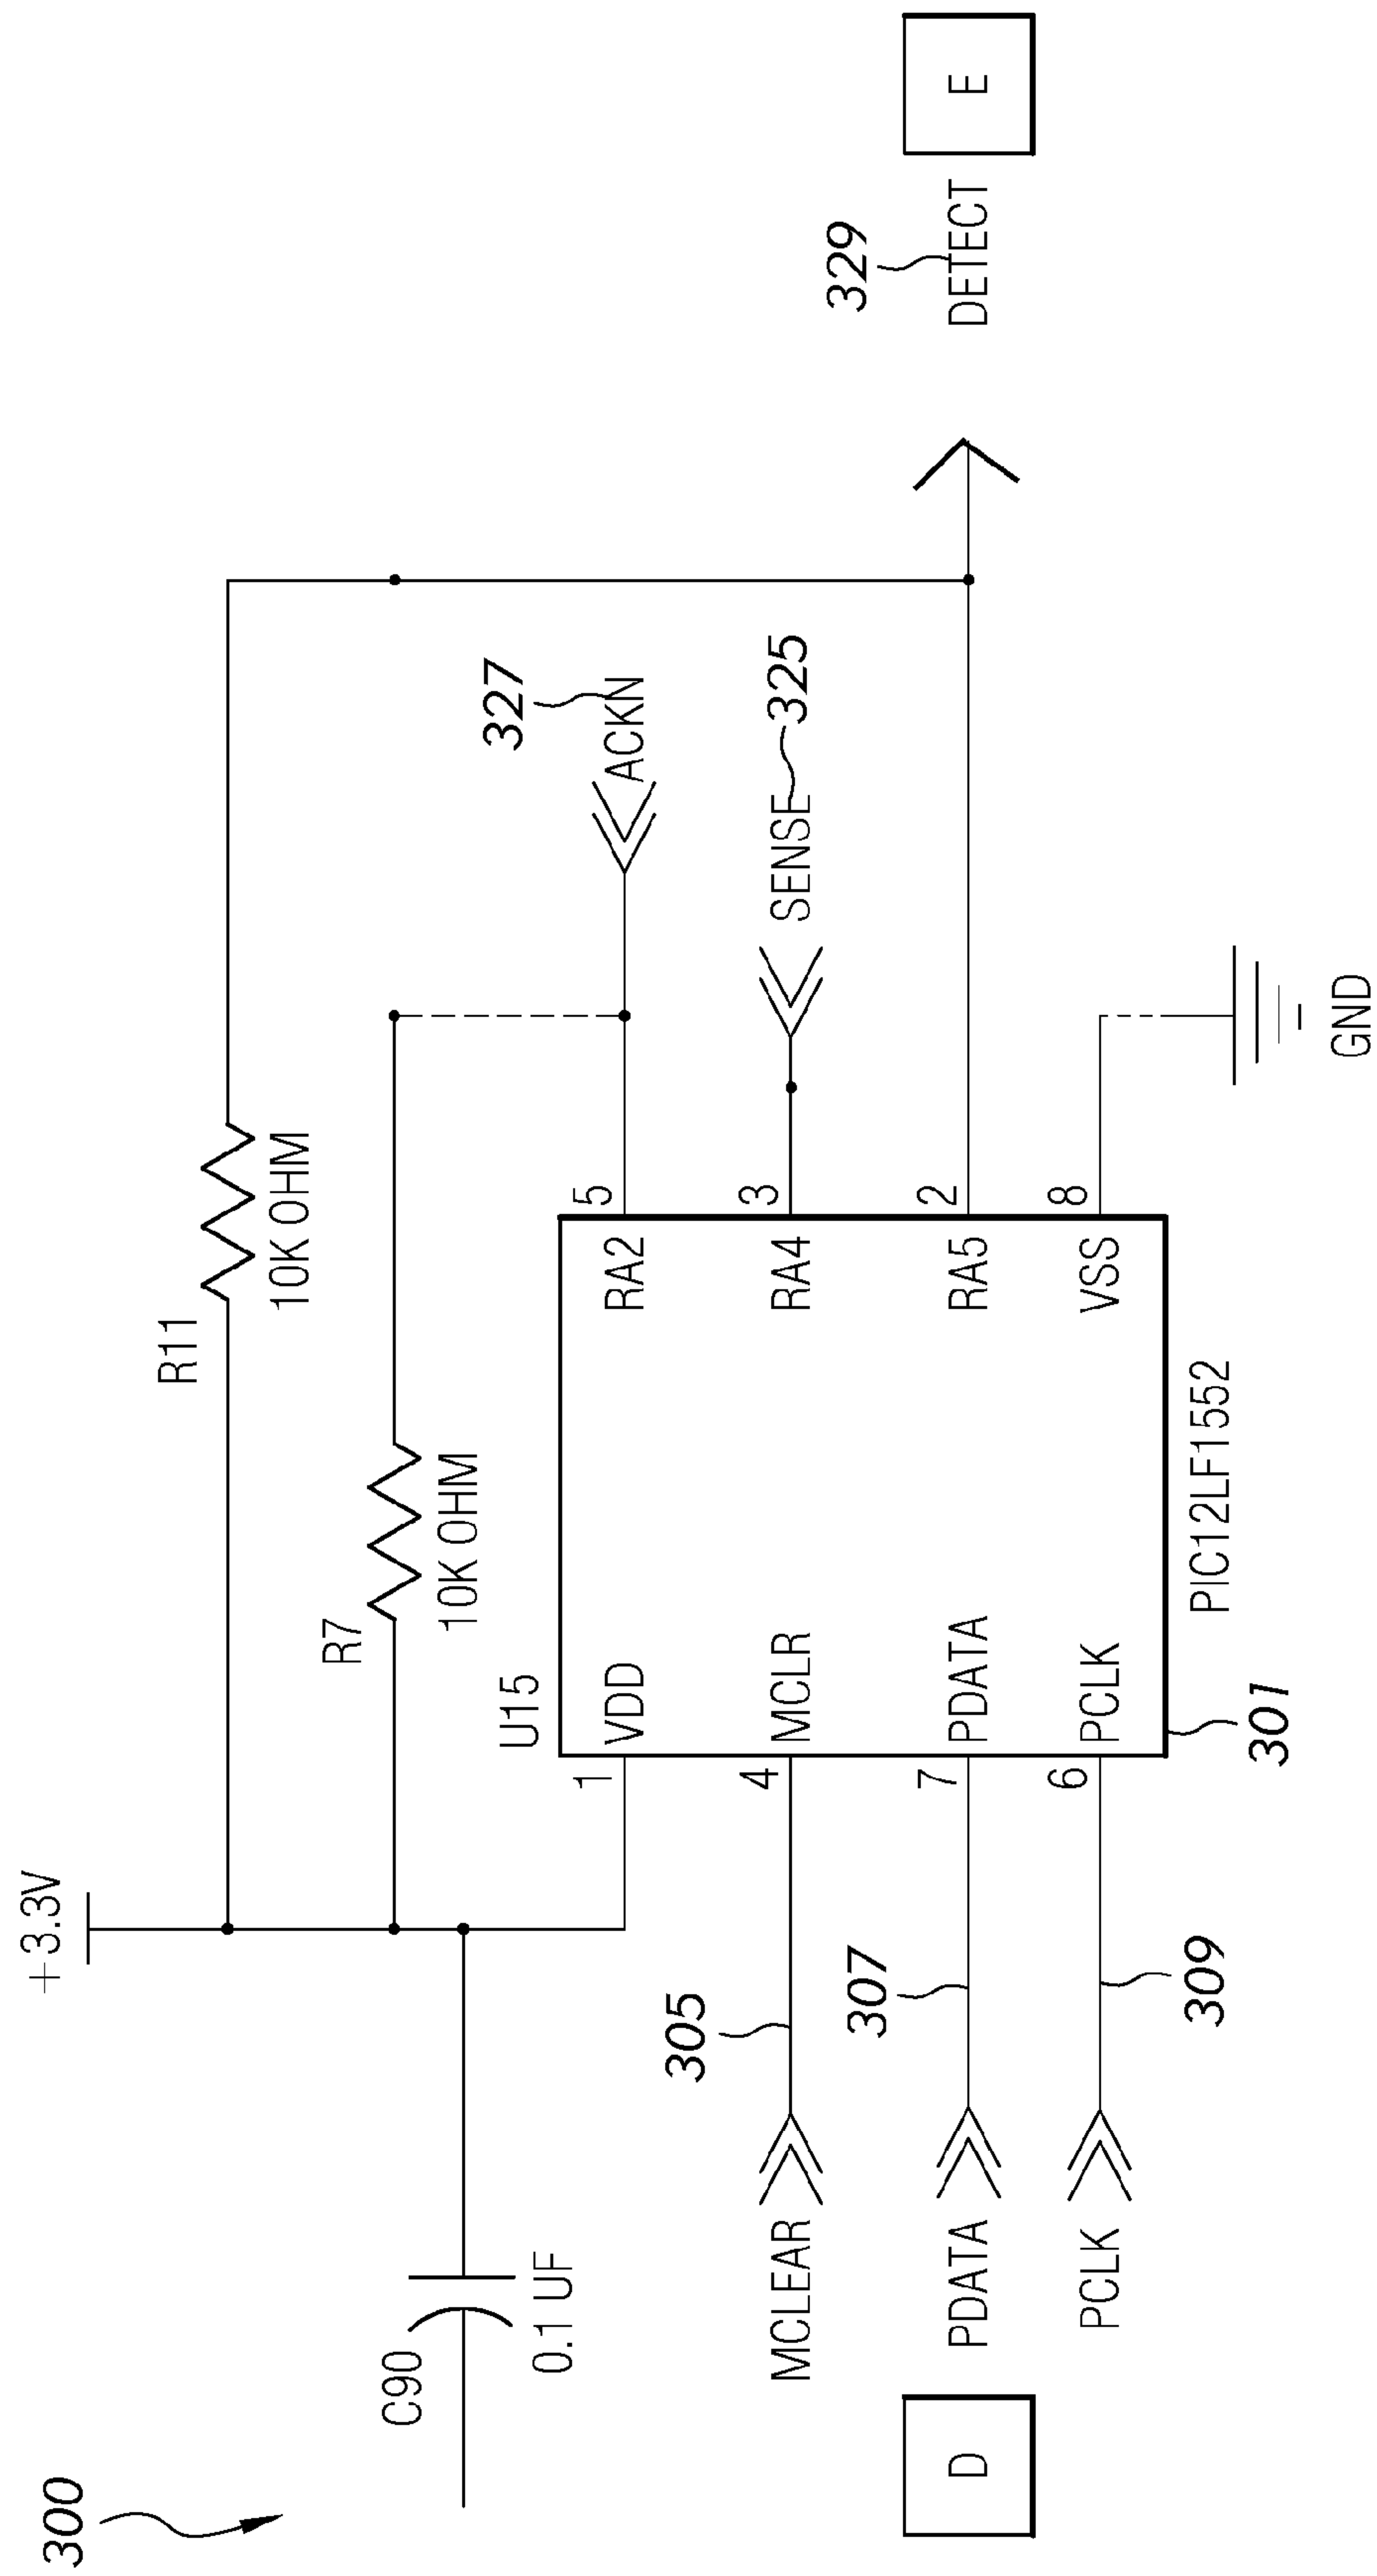 300
+3.3V
R11
10K OHM
R7
10K OHM
C90
0.1 UF
U15
327
ACKN
1
VDD
RA2
5
305
325
MCLEAR
4
MCLR
RA4
3
SENSE
307
329
D
PDATA
7
PDATA
RA5
2
DETECT
E
PCLK
309
6
PCLK
VSS
8
301
PIC12LF1552
GND